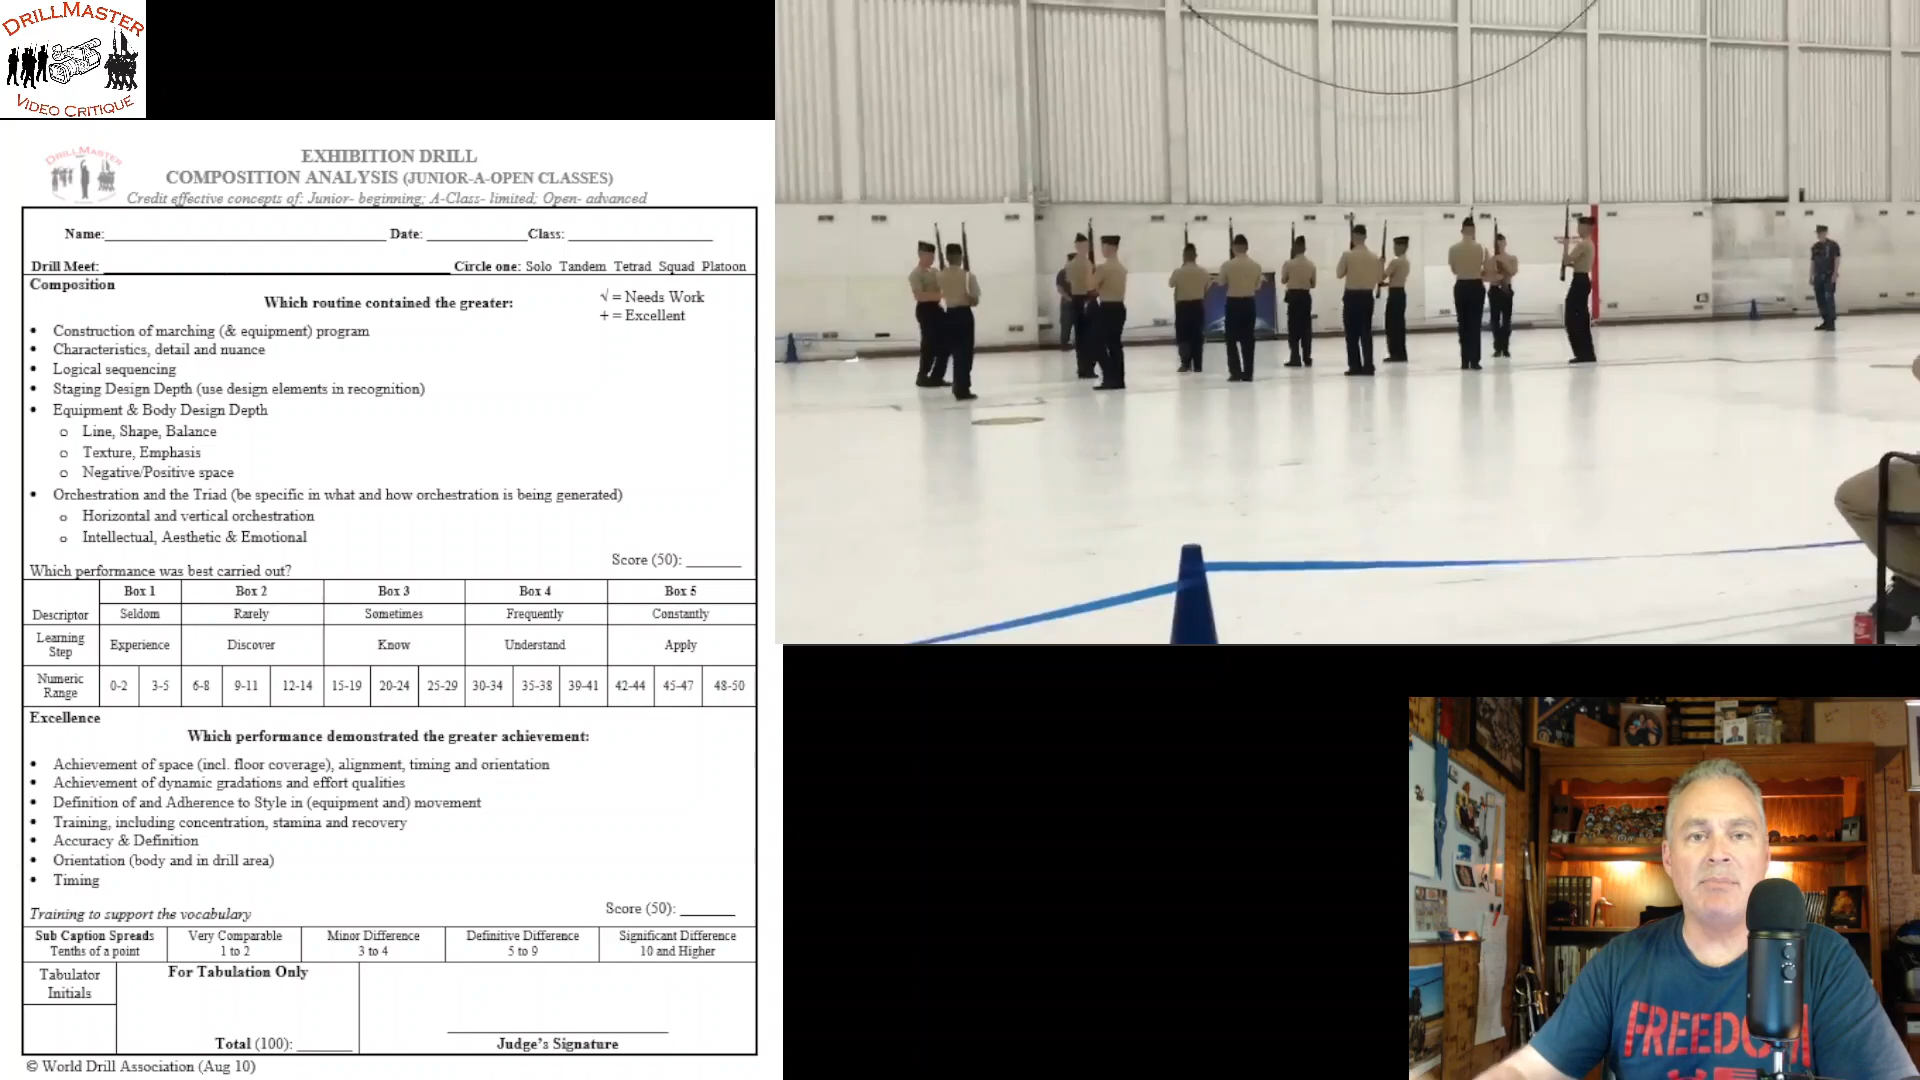 DRILLMASTER
VIDEO CRITIQUE
DRILLMASTER
EXHIBITION DRILL
COMPOSITION ANALYSIS (JUNIOR-A-OPEN CLASSES)
Credit effective concepts of: Junior- beginning; A-Class- limited; Open- advanced
Name: Date: Class:
Drill Meet: Circle one: Solo Tandem Tetrad Squad Platoon
Composition
Which routine contained the greater:
√ = Needs Work
+ = Excellent
• Construction of marching (& equipment) program
• Characteristics, detail and nuance
• Logical sequencing
• Staging Design Depth (use design elements in recognition)
• Equipment & Body Design Depth
o Line, Shape, Balance
o Texture, Emphasis
o Negative/Positive space
• Orchestration and the Triad (be specific in what and how orchestration is being generated)
o Horizontal and vertical orchestration
o Intellectual, Aesthetic & Emotional
Score (50):
Which performance was best carried out?
Box 1 Box 2 Box 3 Box 4 Box 5
Descriptor Seldom Rarely Sometimes Frequently Constantly
Learning Step Experience Discover Know Understand Apply
Numeric Range 0-2 3-5 6-8 9-11 12-14 15-19 20-24 25-29 30-34 35-38 39-41 42-44 45-47 48-50
Excellence
Which performance demonstrated the greater achievement:
• Achievement of space (incl. floor coverage), alignment, timing and orientation
• Achievement of dynamic gradations and effort qualities
• Definition of and Adherence to Style in (equipment and) movement
• Training, including concentration, stamina and recovery
• Accuracy & Definition
• Orientation (body and in drill area)
• Timing
Score (50):
Training to support the vocabulary
Sub Caption Spreads Very Comparable Minor Difference Definitive Difference Significant Difference
Tenths of a point 1 to 2 3 to 4 5 to 9 10 and Higher
Tabulator Initials
For Tabulation Only
Total (100):
Judge's Signature
© World Drill Association (Aug 10)